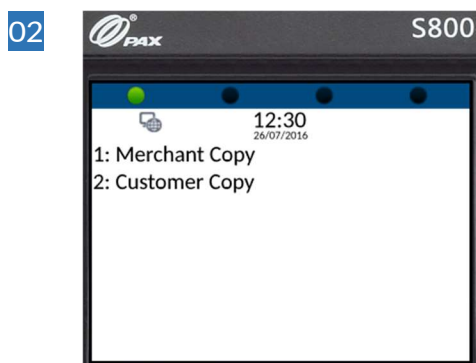 02
PAX S800
12:30
26/07/2016
1: Merchant Copy
2: Customer Copy